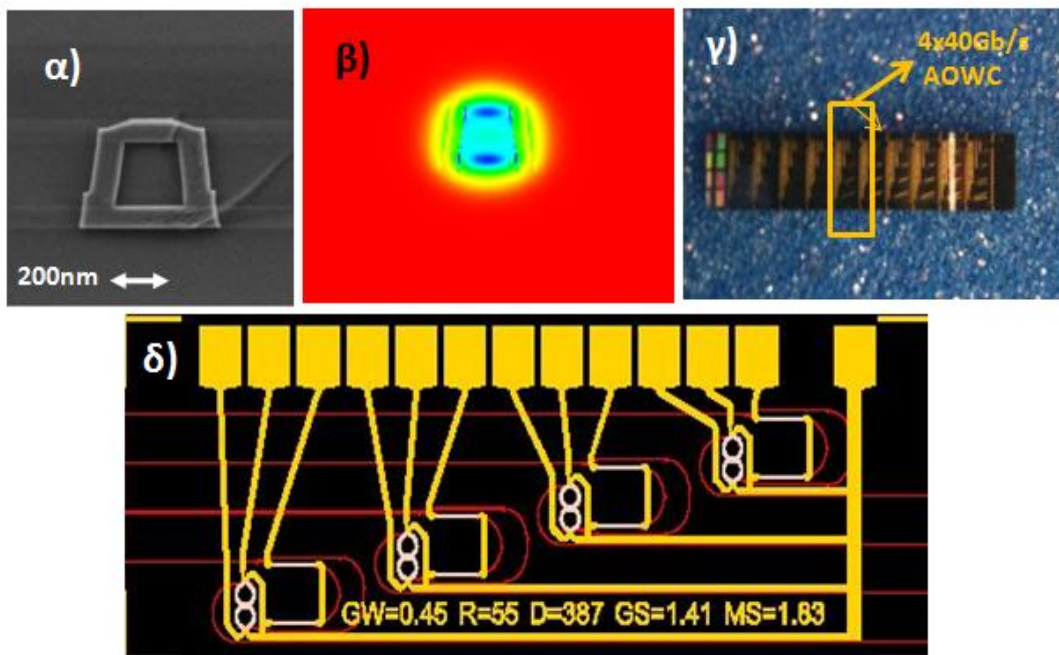 α)
200nm
β)
γ)
4x40Gb/s
AOWC
δ)
GW=0.45 R=55 D=387 GS=1.41 MS=1.83